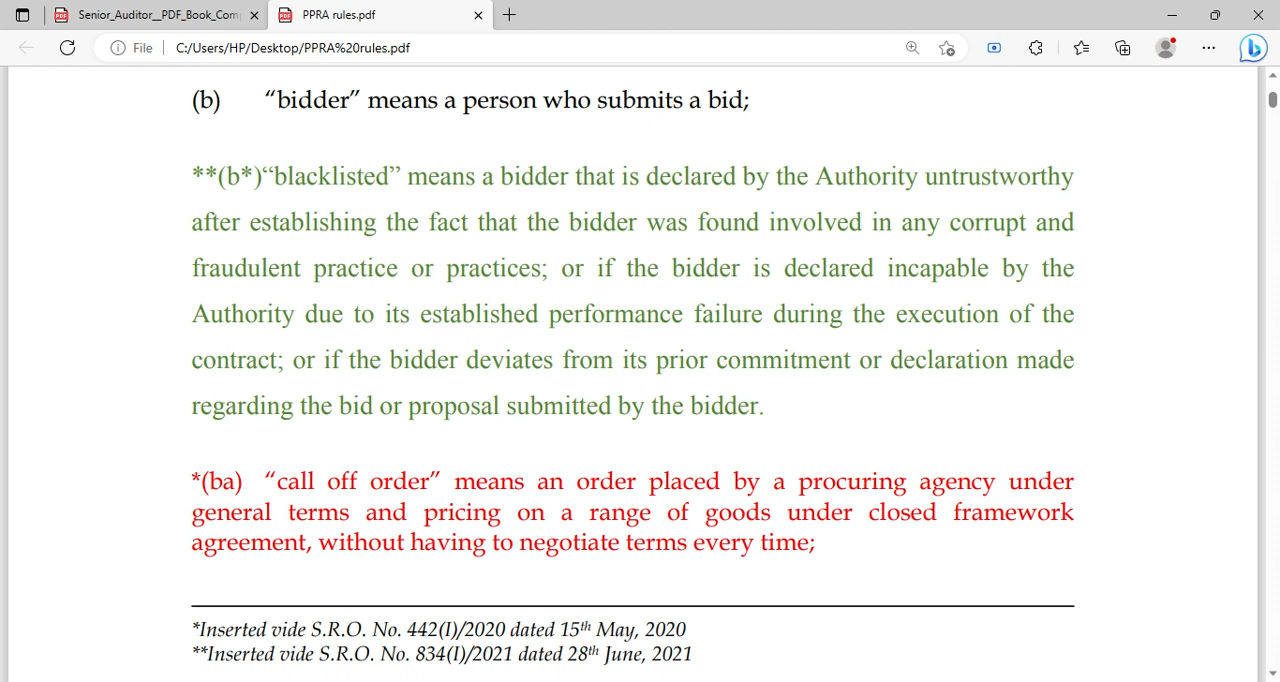 Senior_Auditor__PDF_Book_Com
PPRA rules.pdf
File
C:/Users/HP/Desktop/PPRA%20rules.pdf
(b) “bidder” means a person who submits a bid;
**(b*)“blacklisted” means a bidder that is declared by the Authority untrustworthy
after establishing the fact that the bidder was found involved in any corrupt and
fraudulent practice or practices; or if the bidder is declared incapable by the
Authority due to its established performance failure during the execution of the
contract; or if the bidder deviates from its prior commitment or declaration made
regarding the bid or proposal submitted by the bidder.
*(ba) “call off order” means an order placed by a procuring agency under
general terms and pricing on a range of goods under closed framework
agreement, without having to negotiate terms every time;
*Inserted vide S.R.O. No. 442(I)/2020 dated 15th May, 2020
**Inserted vide S.R.O. No. 834(I)/2021 dated 28th June, 2021